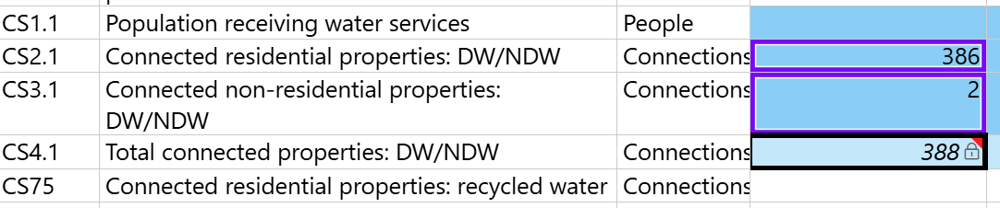 CS1.1 Population receiving water services People
CS2.1 Connected residential properties: DW/NDW Connections 386
CS3.1 Connected non-residential properties: Connections 2
DW/NDW
CS4.1 Total connected properties: DW/NDW Connections 388
CS75 Connected residential properties: recycled water Connections